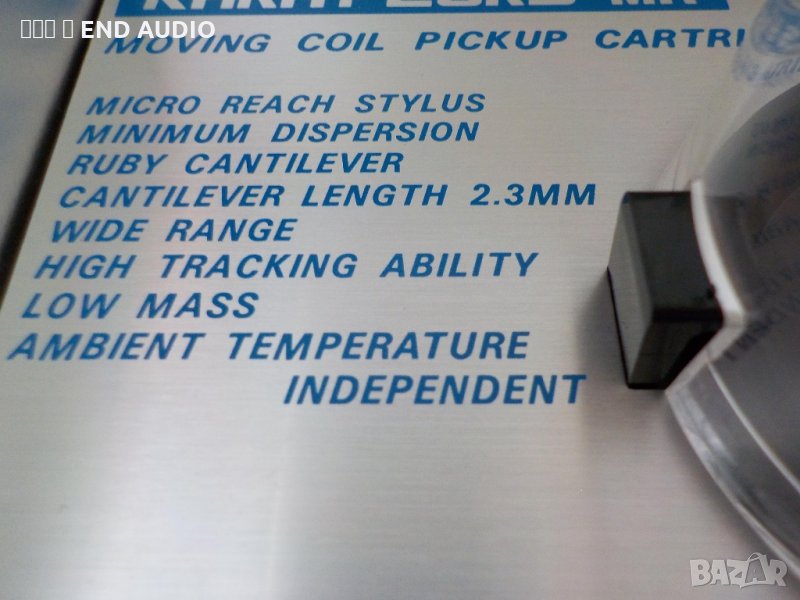 END AUDIO
MOVING COIL PICKUP
MICRO REACH STYLUS
MINIMUM DISPERSION
RUBY CANTILEVER
CANTILEVER LENGTH 2.3MM
WIDE RANGE
HIGH TRACKING ABILITY
LOW MASS
AMBIENT TEMPERATURE
INDEPENDENT
BAZAR